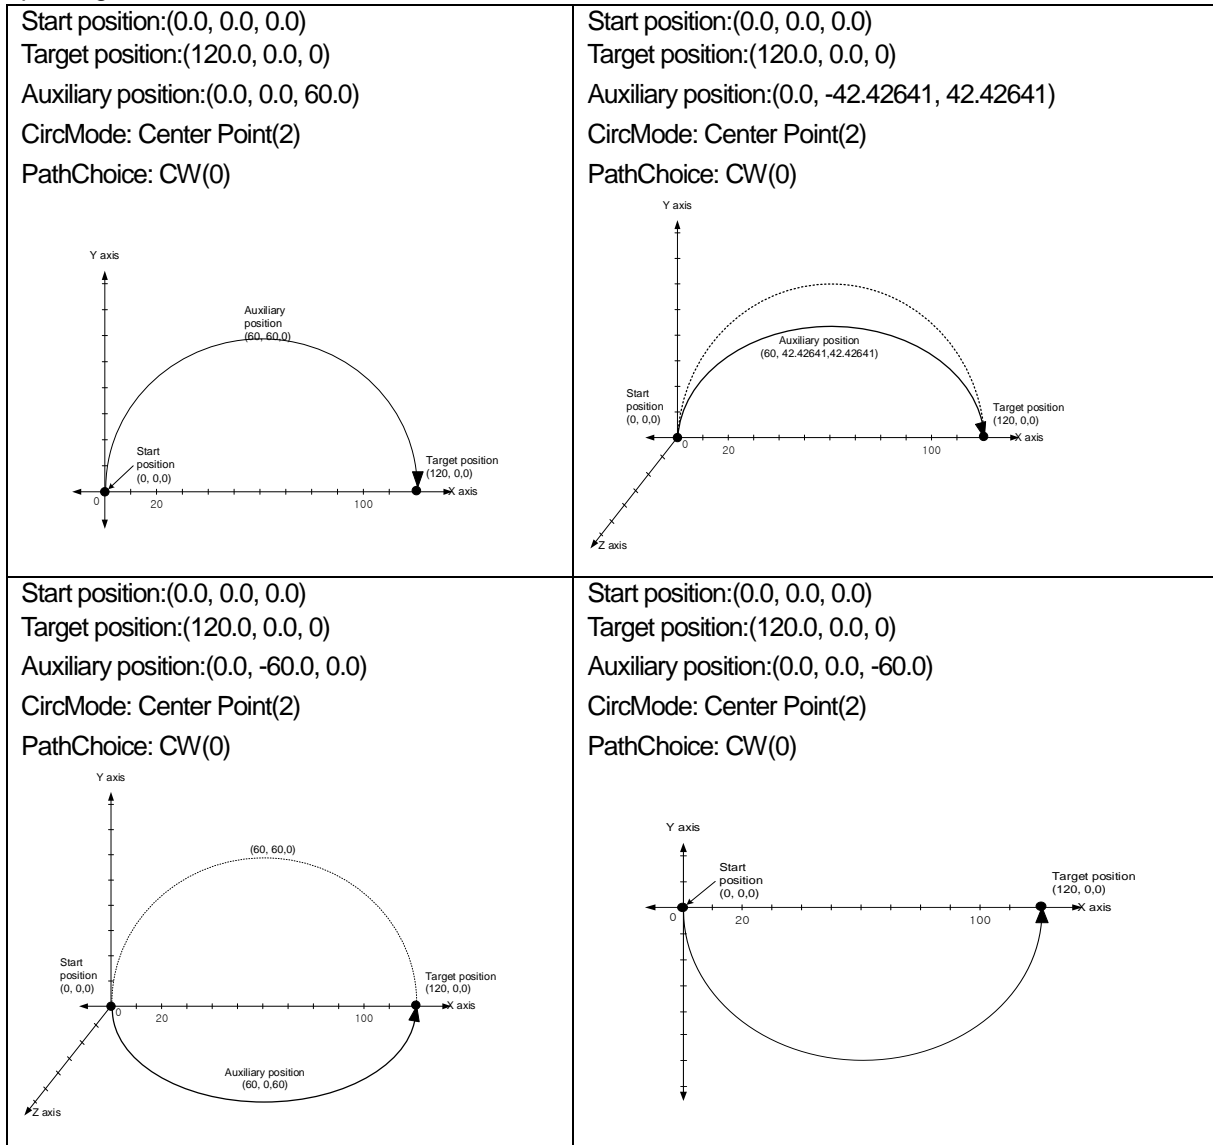 Start position:(0.0, 0.0, 0.0)
Target position:(120.0, 0.0, 0)
Auxiliary position:(0.0, 0.0, 60.0)
CircMode: Center Point(2)
PathChoice: CW(0)
Y axis
Auxiliary
position
(60, 60,0)
Start
position
(0, 0,0)
Target position
(120, 0,0)
X axis
0
20
100
Start position:(0.0, 0.0, 0.0)
Target position:(120.0, 0.0, 0)
Auxiliary position:(0.0, -42.42641, 42.42641)
CircMode: Center Point(2)
PathChoice: CW(0)
Y axis
Auxiliary position
(60, 42.42641,42.42641)
Start
position
(0, 0,0)
Target position
(120, 0,0)
X axis
0
20
100
Z axis
Start position:(0.0, 0.0, 0.0)
Target position:(120.0, 0.0, 0)
Auxiliary position:(0.0, -60.0, 0.0)
CircMode: Center Point(2)
PathChoice: CW(0)
Y axis
(60, 60,0)
Start
position
(0, 0,0)
Target position
(120, 0,0)
X axis
0
20
100
Auxiliary position
(60, 0,60)
Z axis
Start position:(0.0, 0.0, 0.0)
Target position:(120.0, 0.0, 0)
Auxiliary position:(0.0, 0.0, -60.0)
CircMode: Center Point(2)
PathChoice: CW(0)
Y axis
Start
position
(0, 0,0)
Target position
(120, 0,0)
X axis
0
20
100